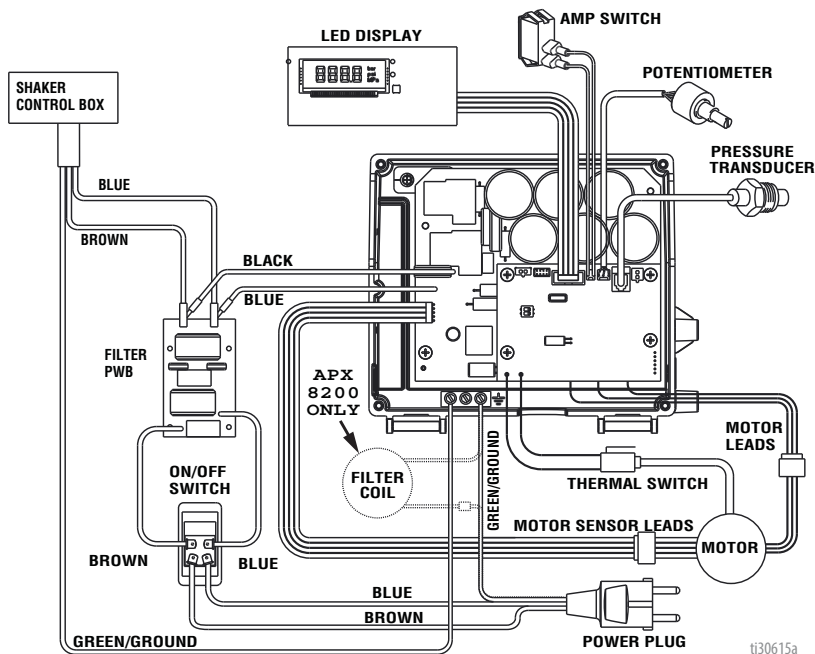 AMP SWITCH
LED DISPLAY
POTENTIOMETER
SHAKER
CONTROL BOX
PRESSURE
TRANSDUCER
BLUE
BROWN
BLACK
BLUE
FILTER
PWB
APX
8200
ONLY
MOTOR
LEADS
ON/OFF
SWITCH
FILTER
COIL
GREEN/GROUND
THERMAL SWITCH
MOTOR SENSOR LEADS
MOTOR
BROWN
BLUE
BLUE
BROWN
GREEN/GROUND
POWER PLUG
ti30615a